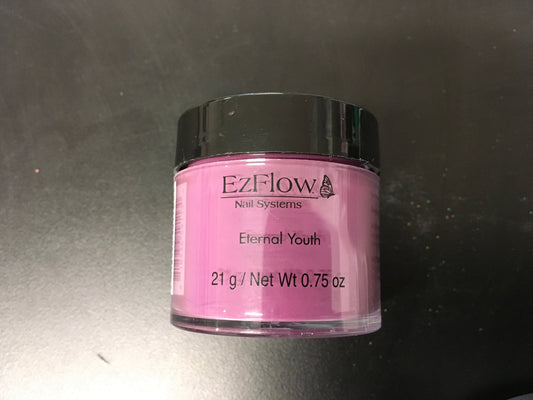 EzFlow
Nail Systems
Eternal Youth
21 g / Net Wt 0.75 oz